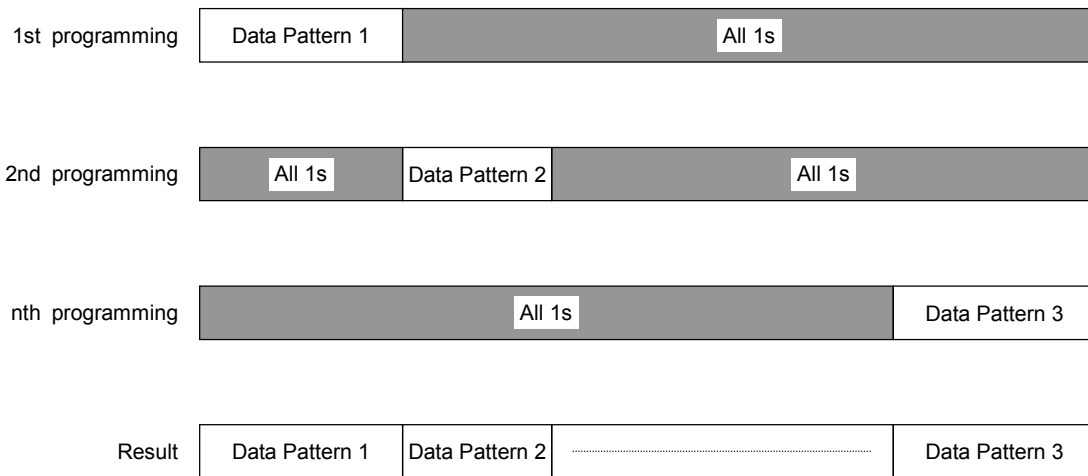 1st programming Data Pattern 1 All 1s
2nd programming All 1s Data Pattern 2 All 1s
nth programming All 1s Data Pattern 3
Result Data Pattern 1 Data Pattern 2 Data Pattern 3